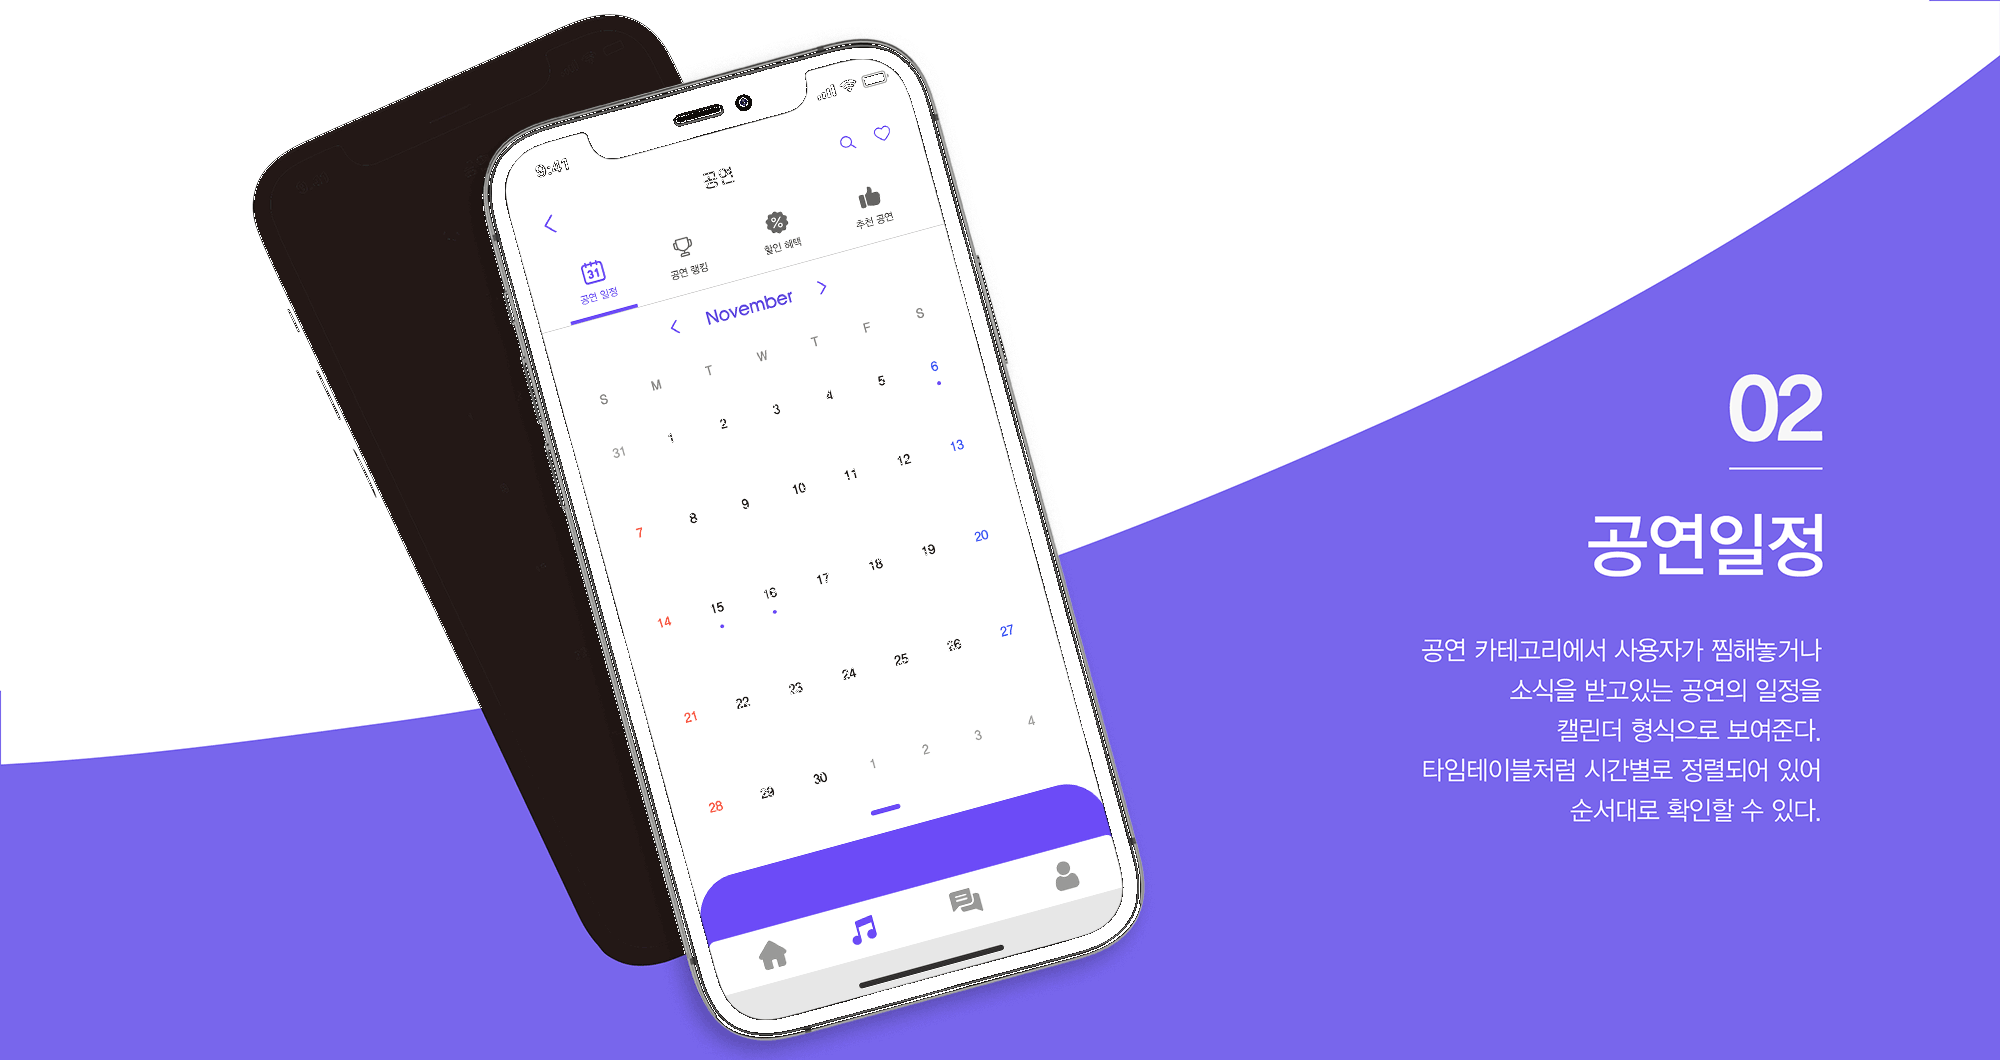 9:41
공연
31
공연 일정
공연 랭킹
%
할인 혜택
추천 공연
November
S M T W T F S
31 1 2 3 4 5 6
7 8 9 10 11 12 13
14 15 16 17 18 19 20
21 22 23 24 25 26 27
28 29 30 1 2 3 4
02
공연일정
공연 카테고리에서 사용자가 찜해놓거나
소식을 받고있는 공연의 일정을
캘린더 형식으로 보여준다.
타임테이블처럼 시간별로 정렬되어 있어
순서대로 확인할 수 있다.